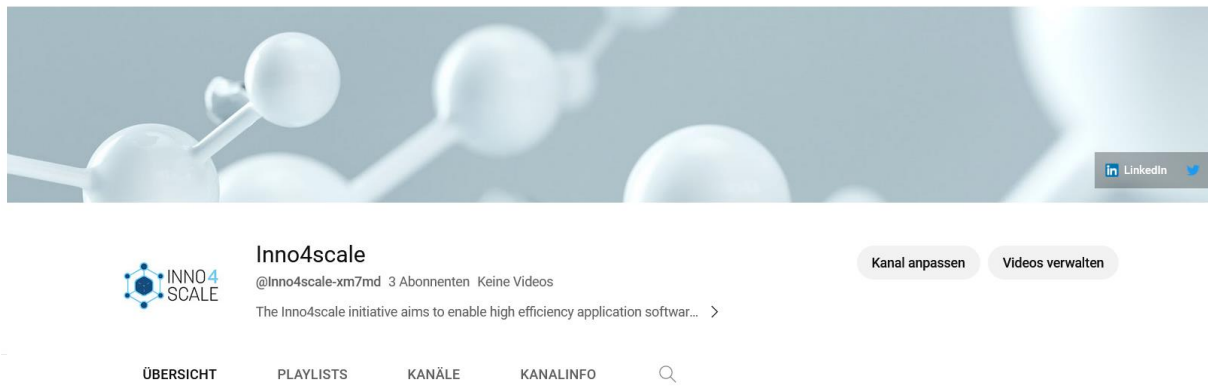 LinkedIn
INNO4
SCALE
Inno4scale
@Inno4scale-xm7md 3 Abonnenten Keine Videos
The Inno4scale initiative aims to enable high efficiency application softwar...
Kanal anpassen Videos verwalten
ÜBERSICHT PLAYLISTS KANÄLE KANALINFO